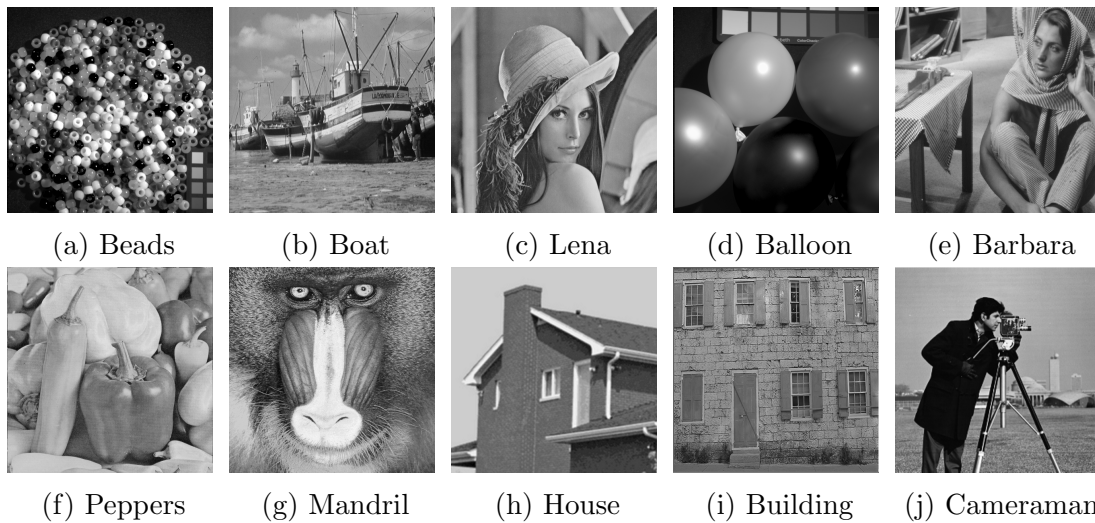 (a) Beads (b) Boat (c) Lena (d) Balloon (e) Barbara
(f) Peppers (g) Mandril (h) House (i) Building (j) Cameraman